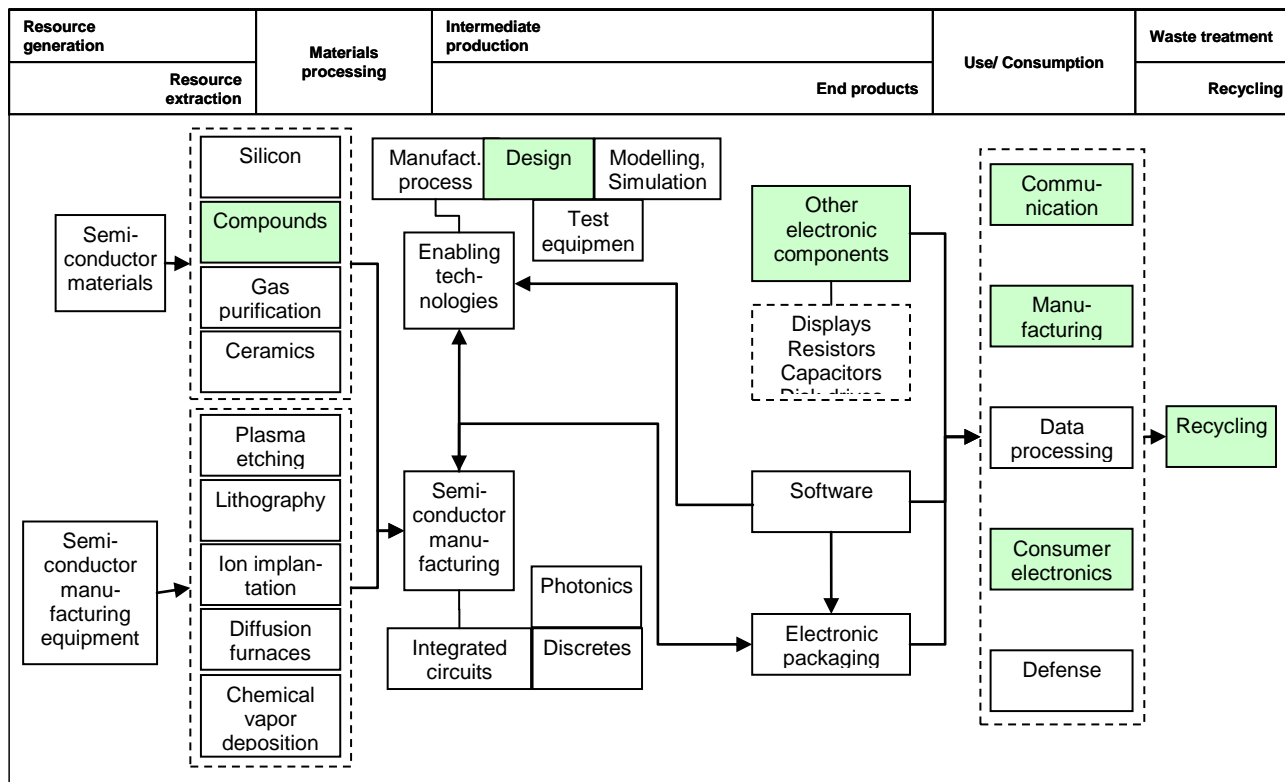 Resource
generation
Resource
extraction
Materials
processing
Intermediate
production
End products
Use/ Consumption
Waste treatment
Recycling
Semi-
conductor
materials
Silicon
Compounds
Gas
purification
Ceramics
Semi-
conductor
manu-
facturing
equipment
Plasma
etching
Lithography
Ion implan-
tation
Diffusion
furnaces
Chemical
vapor
deposition
Manufact.
process
Design
Modelling,
Simulation
Test
equipmen
Enabling
tech-
nologies
Semi-
conductor
manu-
facturing
Photonics
Integrated
circuits
Discretes
Other
electronic
components
Displays
Resistors
Capacitors
Disk drives
Software
Electronic
packaging
Commu-
nication
Manu-
facturing
Data
processing
Consumer
electronics
Defense
Recycling